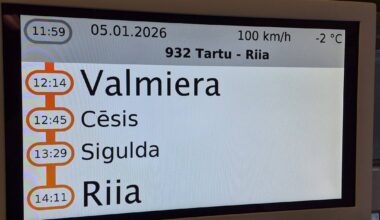 11:59 05.01.2026 100 km/h -2 °C
932 Tartu - Riia
12:14 Valmiera
12:45 Cēsis
13:29 Sigulda
14:11 Riia